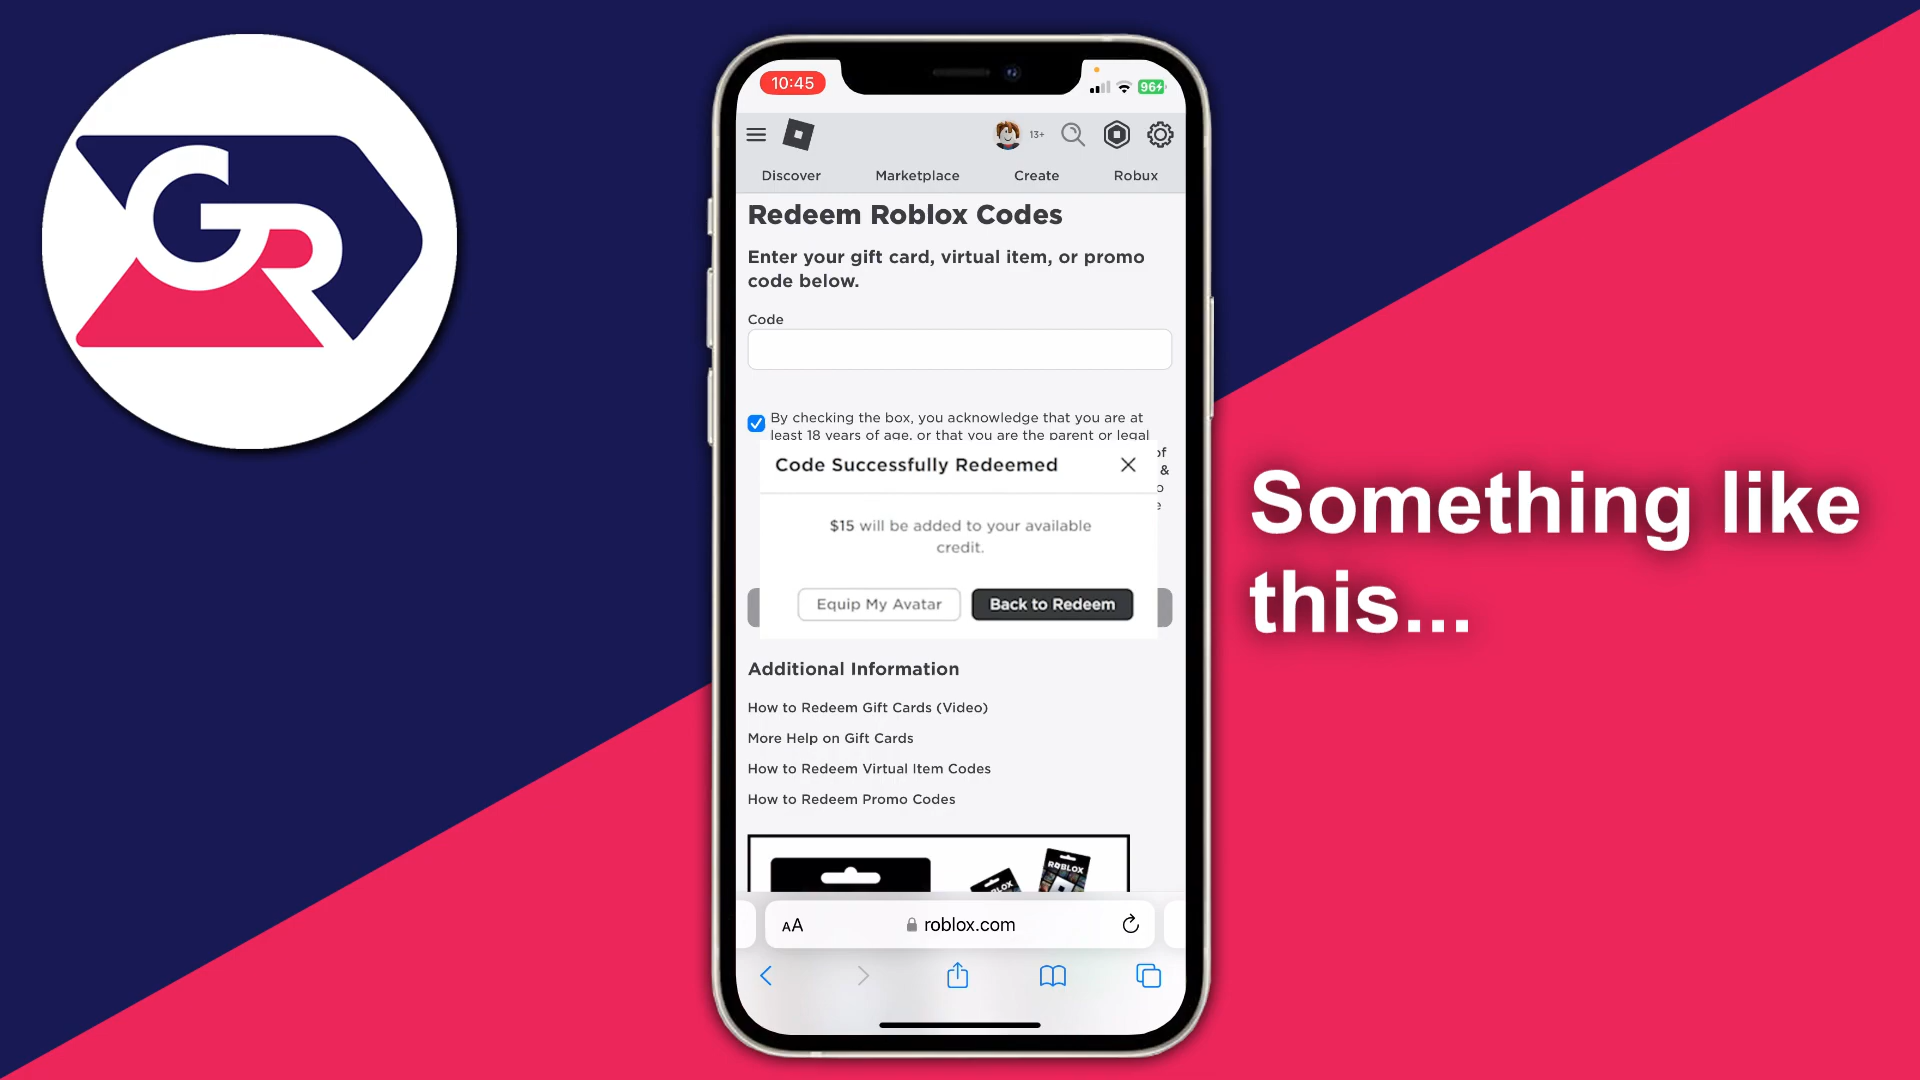 GR
10:45
96
13+
Discover Marketplace Create Robux
Redeem Roblox Codes
Enter your gift card, virtual item, or promo
code below.
Code
By checking the box, you acknowledge that you are at
least 18 years of age, or that you are the parent or legal
of
&
Code Successfully Redeemed
$15 will be added to your available
credit.
Equip My Avatar Back to Redeem
Additional Information
How to Redeem Gift Cards (Video)
More Help on Gift Cards
How to Redeem Virtual Item Codes
How to Redeem Promo Codes
ROBLOX
AA roblox.com
Something like
this...